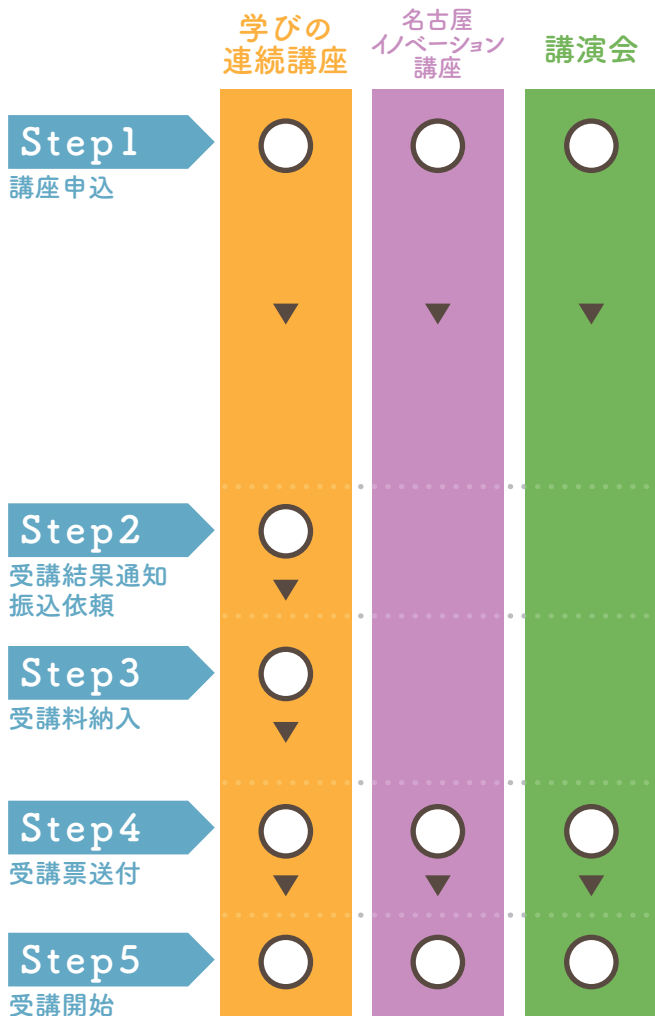 学びの
連続講座
名古屋
イノベーション
講座
講演会
Step1
講座申込
Step2
受講結果通知
振込依頼
Step3
受講料納入
Step4
受講票送付
Step5
受講開始